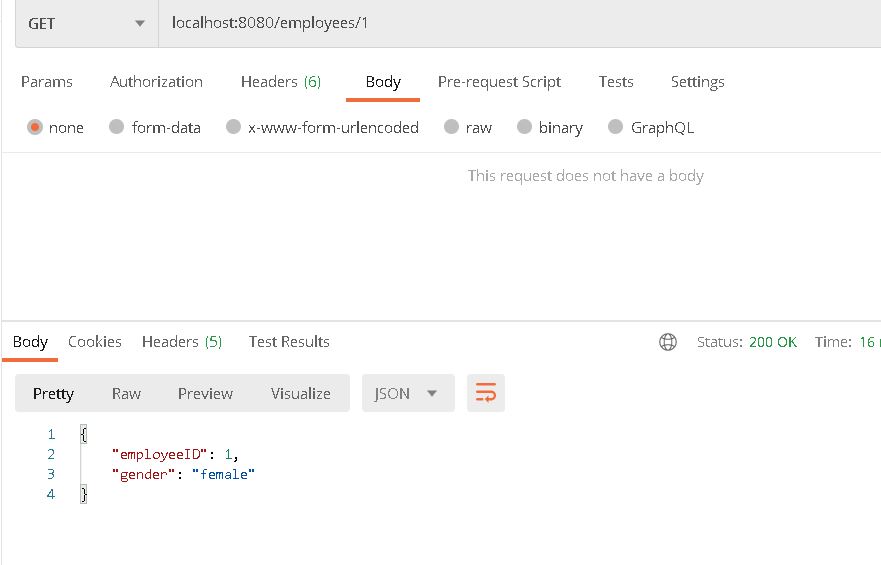 GET localhost:8080/employees/1
Params Authorization Headers (6) Body Pre-request Script Tests Settings
none form-data x-www-form-urlencoded raw binary GraphQL
This request does not have a body
Body Cookies Headers (5) Test Results Status: 200 OK Time: 16
Pretty Raw Preview Visualize JSON
1 {
2 "employeeID": 1,
3 "gender": "female"
4 }